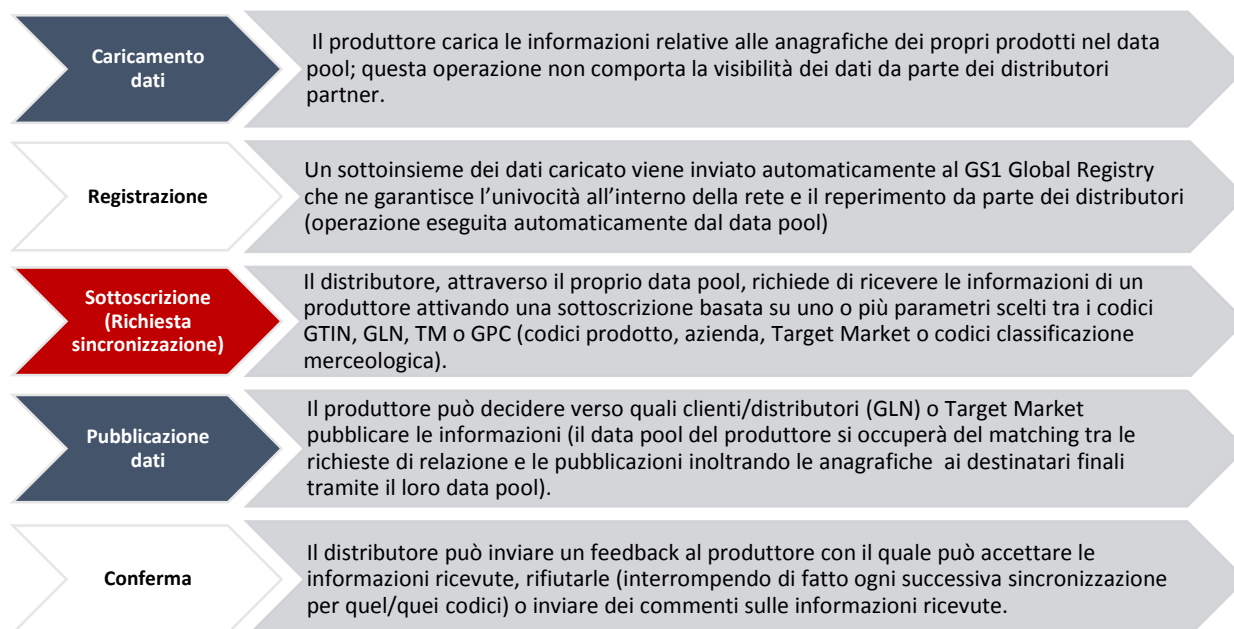 Caricamento
dati
Il produttore carica le informazioni relative alle anagrafiche dei propri prodotti nel data
pool; questa operazione non comporta la visibilità dei dati da parte dei distributori
partner.
Registrazione
Un sottoinsieme dei dati caricato viene inviato automaticamente al GS1 Global Registry
che ne garantisce l'univocità all'interno della rete e il reperimento da parte dei distributori
(operazione eseguita automaticamente dal data pool)
Sottoscrizione
(Richiesta
sincronizzazione)
Il distributore, attraverso il proprio data pool, richiede di ricevere le informazioni di un
produttore attivando una sottoscrizione basata su uno o più parametri scelti tra i codici
GTIN, GLN, TM o GPC (codici prodotto, azienda, Target Market o codici classificazione
merceologica).
Pubblicazione
dati
Il produttore può decidere verso quali clienti/distributori (GLN) o Target Market
pubblicare le informazioni (il data pool del produttore si occuperà del matching tra le
richieste di relazione e le pubblicazioni inoltrando le anagrafiche ai destinatari finali
tramite il loro data pool).
Conferma
Il distributore può inviare un feedback al produttore con il quale può accettare le
informazioni ricevute, rifiutarle (interrompendo di fatto ogni successiva sincronizzazione
per quel/quei codici) o inviare dei commenti sulle informazioni ricevute.